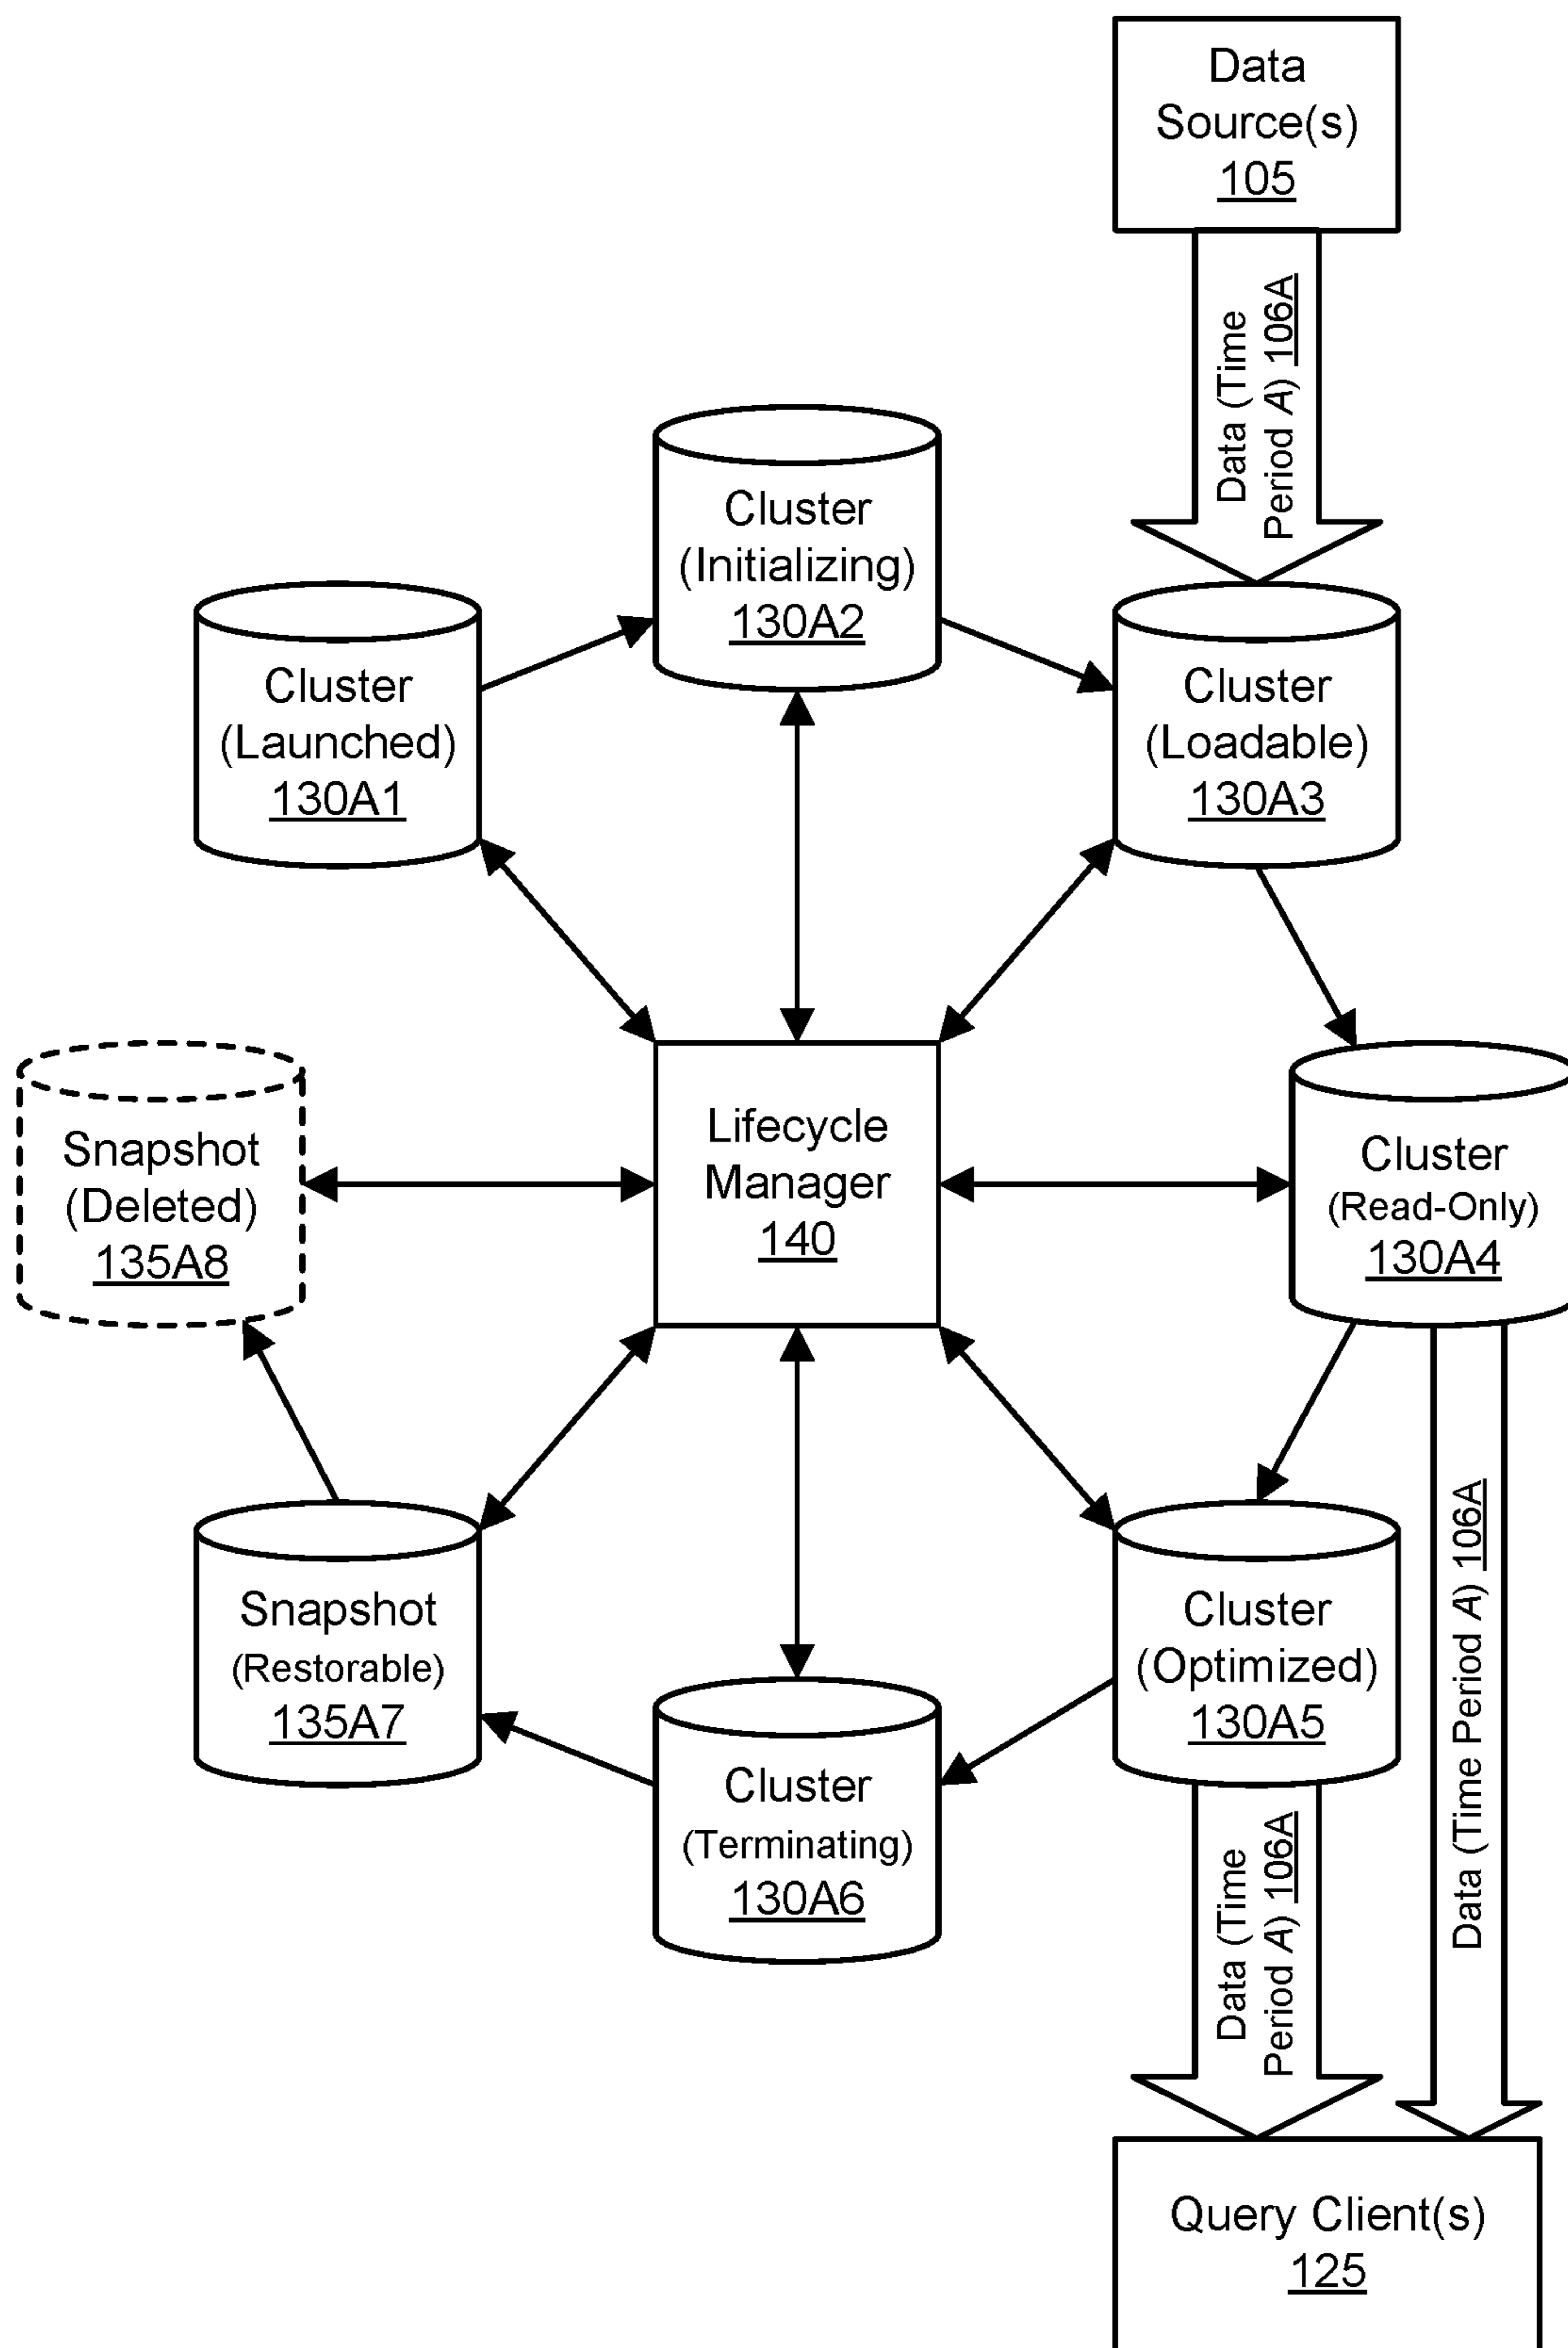 Data
Source(s)
105
Data (Time
Period A) 106A
Cluster
(Initializing)
130A2
Cluster
(Launched)
130A1
Cluster
(Loadable)
130A3
Lifecycle
Manager
140
Snapshot
(Deleted)
135A8
Cluster
(Read-Only)
130A4
Snapshot
(Restorable)
135A7
Cluster
(Optimized)
130A5
Cluster
(Terminating)
130A6
Data (Time
Period A) 106A
Data (Time Period A) 106A
Query Client(s)
125